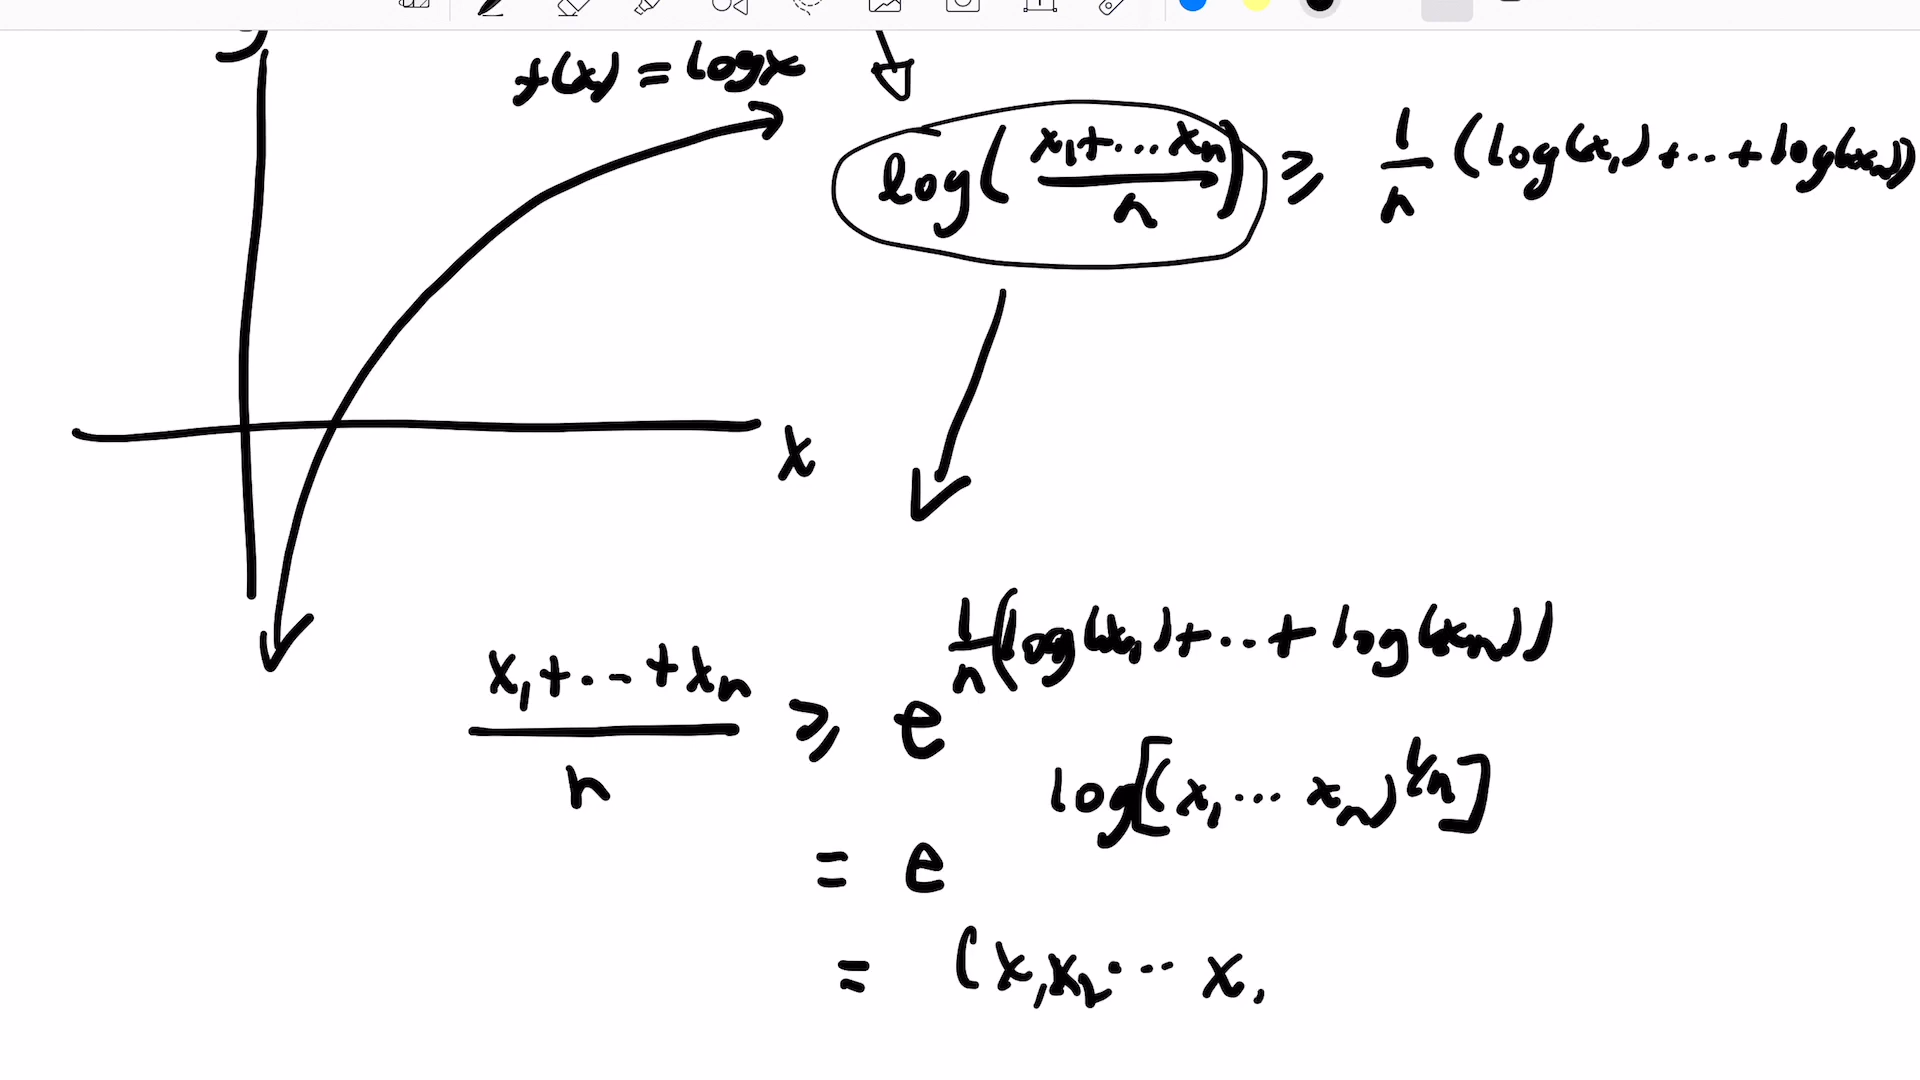 f(x) = log x
log( x₁+...xₙ / n ) ⩾ 1/n (log(x₁)+..+log(xₙ))
x
x₁+..-+xₙ / n ⩾ e^{1/n(log(x₁)+..+log(xₙ))}
= e^{log[(x₁...xₙ)^{1/n}]}
= (x₁x₂... x